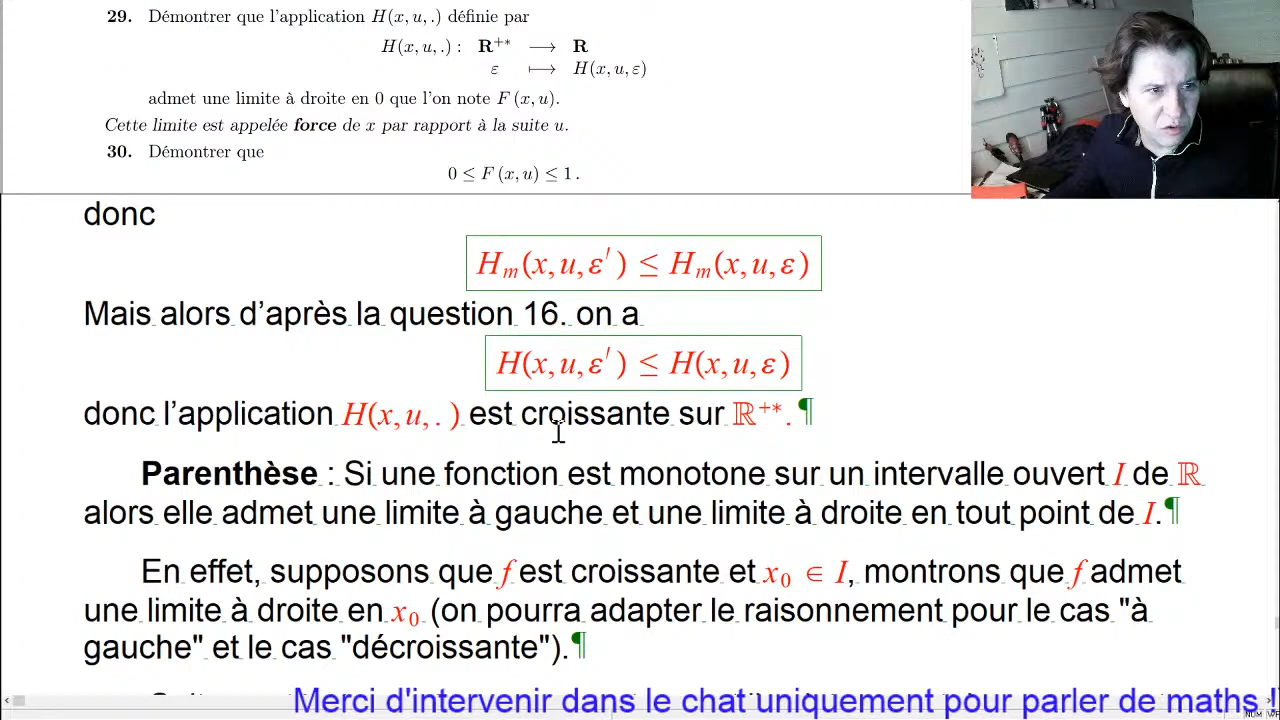 29. Démontrer que l'application H(x, u, .) définie par
H(x, u, .) : R⁺* ⟶ R
ε ⟼ H(x, u, ε)
admet une limite à droite en 0 que l'on note F (x, u).
Cette limite est appelée force de x par rapport à la suite u.
30. Démontrer que
0 ≤ F (x, u) ≤ 1 .
donc
Hₘ(x, u, ε′) ≤ Hₘ(x, u, ε)
Mais alors d'après la question 16. on a
H(x, u, ε′) ≤ H(x, u, ε)
donc l'application H(x, u, . ) est croissante sur ℝ⁺*. ¶
Parenthèse : Si une fonction est monotone sur un intervalle ouvert I de ℝ
alors elle admet une limite à gauche et une limite à droite en tout point de I.¶
En effet, supposons que f est croissante et x₀ ∈ I, montrons que f admet
une limite à droite en x₀ (on pourra adapter le raisonnement pour le cas "à
gauche" et le cas "décroissante").¶
Merci d'intervenir dans le chat uniquement pour parler de maths !
NUM